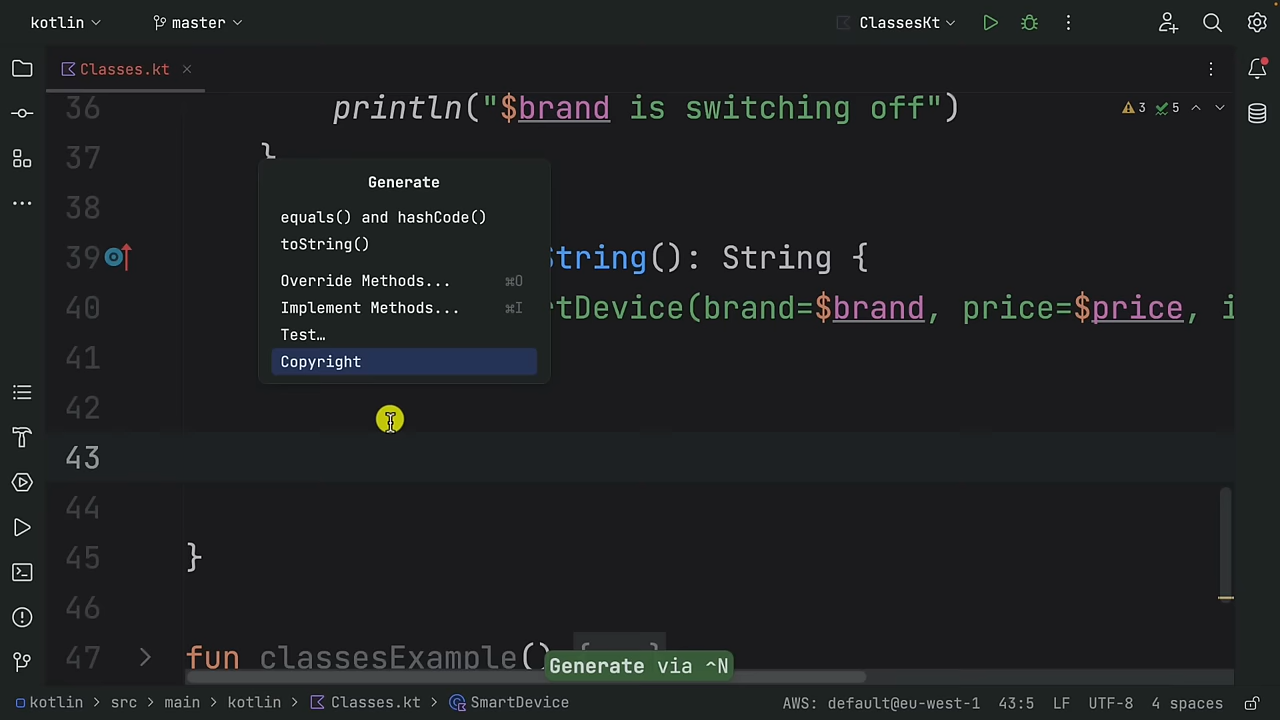 kotlin
master
ClassesKt
Classes.kt
36 println("$brand is switching off")
3 5
37 }
38
Generate
equals() and hashCode()
toString()
Override Methods... ⌘O
Implement Methods... ⌘I
Test…
Copyright
39 String(): String {
40 rtDevice(brand=$brand, price=$price, i
41
42
43
44
45 }
46
47 fun classesExample() {...}
Generate via ^N
kotlin > src > main > kotlin > Classes.kt > SmartDevice
AWS: default@eu-west-1 43:5 LF UTF-8 4 spaces